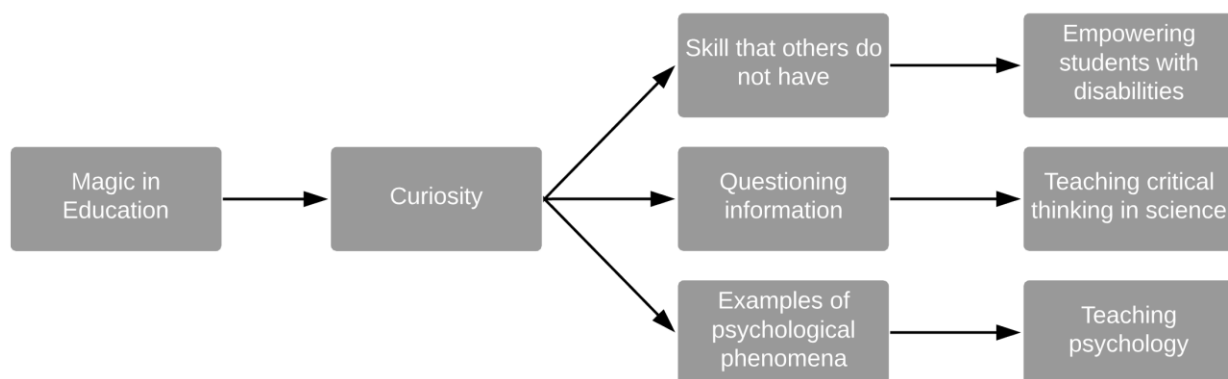 Magic in
Education
Curiosity
Skill that others do
not have
Empowering
students with
disabilities
Questioning
information
Teaching critical
thinking in science
Examples of
psychological
phenomena
Teaching
psychology